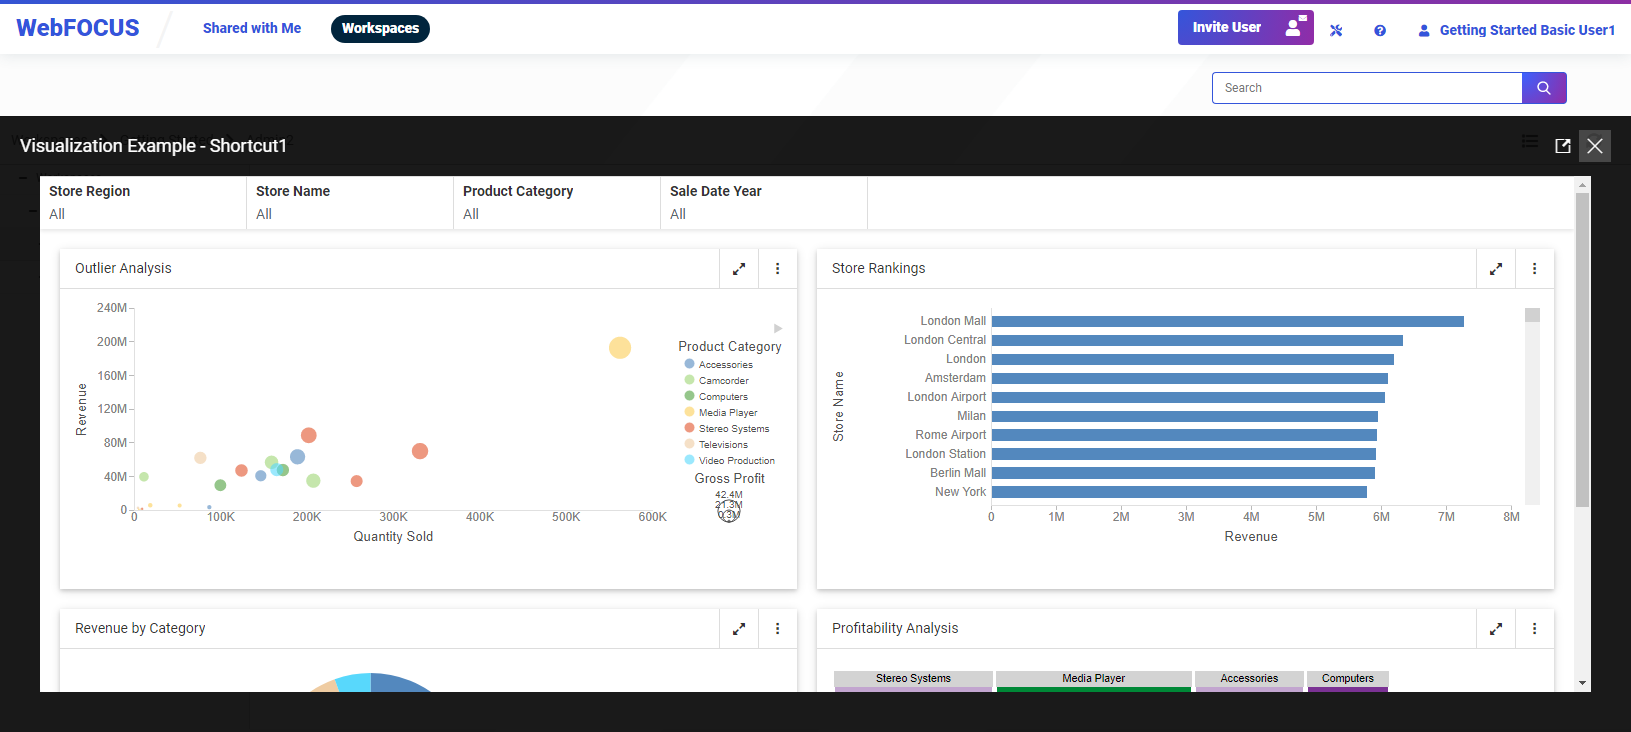 WebFOCUS
Shared with Me
Workspaces
Invite User
Getting Started Basic User1
Search
Visualization Example - Shortcut1
Store Region
All
Store Name
All
Product Category
All
Sale Date Year
All
Outlier Analysis
240M
200M
160M
120M
80M
40M
0
Revenue
0
100K
200K
300K
400K
500K
600K
Quantity Sold
Product Category
Accessories
Camcorder
Computers
Media Player
Stereo Systems
Televisions
Video Production
Gross Profit
42.4M
21.3M
0.3M
Store Rankings
Store Name
London Mall
London Central
London
Amsterdam
London Airport
Milan
Rome Airport
London Station
Berlin Mall
New York
0
1M
2M
3M
4M
5M
6M
7M
8M
Revenue
Revenue by Category
Profitability Analysis
Stereo Systems
Media Player
Accessories
Computers